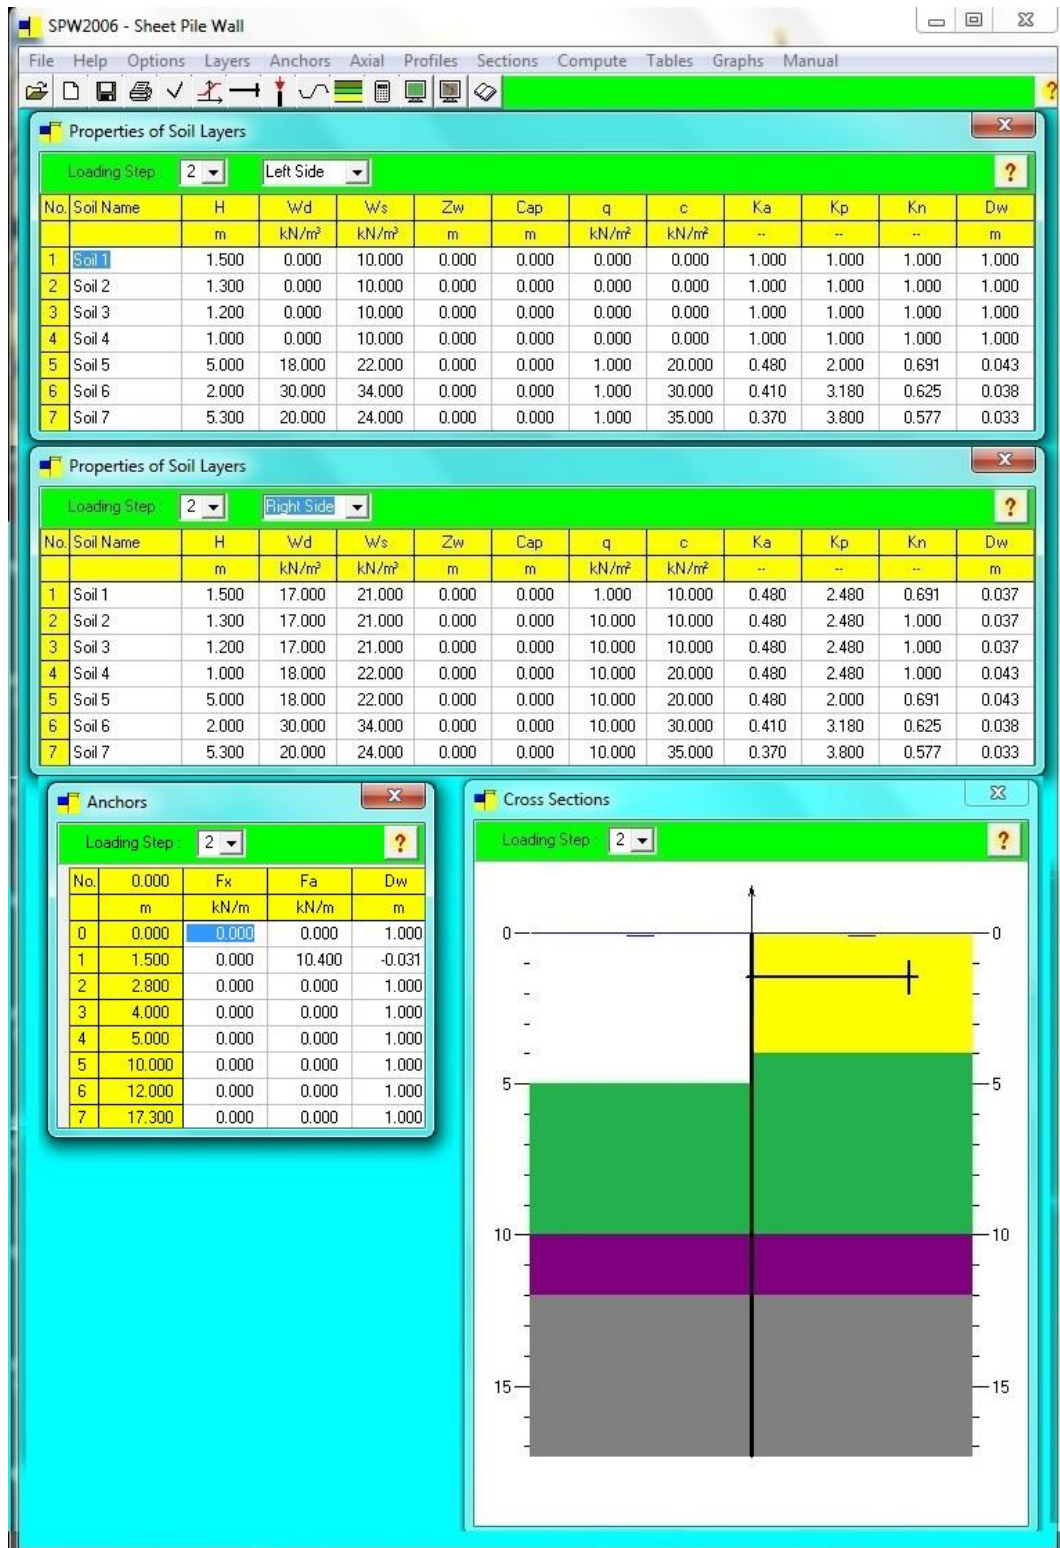 SPW2006 - Sheet Pile Wall
File Help Options Layers Anchors Axial Profiles Sections Compute Tables Graphs Manual
?
Properties of Soil Layers
Loading Step : 2 Left Side ?
No. Soil Name H Wd Ws Zw Cap q c Ka Kp Kn Dw
m kN/m³ kN/m³ m m kN/m² kN/m² -- -- -- m
1 Soil 1 1.500 0.000 10.000 0.000 0.000 0.000 0.000 1.000 1.000 1.000 1.000
2 Soil 2 1.300 0.000 10.000 0.000 0.000 0.000 0.000 1.000 1.000 1.000 1.000
3 Soil 3 1.200 0.000 10.000 0.000 0.000 0.000 0.000 1.000 1.000 1.000 1.000
4 Soil 4 1.000 0.000 10.000 0.000 0.000 0.000 0.000 1.000 1.000 1.000 1.000
5 Soil 5 5.000 18.000 22.000 0.000 0.000 1.000 20.000 0.480 2.000 0.691 0.043
6 Soil 6 2.000 30.000 34.000 0.000 0.000 1.000 30.000 0.410 3.180 0.625 0.038
7 Soil 7 5.300 20.000 24.000 0.000 0.000 1.000 35.000 0.370 3.800 0.577 0.033
Properties of Soil Layers
Loading Step : 2 Right Side ?
No. Soil Name H Wd Ws Zw Cap q c Ka Kp Kn Dw
m kN/m³ kN/m³ m m kN/m² kN/m² -- -- -- m
1 Soil 1 1.500 17.000 21.000 0.000 0.000 1.000 10.000 0.480 2.480 0.691 0.037
2 Soil 2 1.300 17.000 21.000 0.000 0.000 10.000 10.000 0.480 2.480 1.000 0.037
3 Soil 3 1.200 17.000 21.000 0.000 0.000 10.000 10.000 0.480 2.480 1.000 0.037
4 Soil 4 1.000 18.000 22.000 0.000 0.000 10.000 20.000 0.480 2.480 1.000 0.043
5 Soil 5 5.000 18.000 22.000 0.000 0.000 10.000 20.000 0.480 2.000 0.691 0.043
6 Soil 6 2.000 30.000 34.000 0.000 0.000 10.000 30.000 0.410 3.180 0.625 0.038
7 Soil 7 5.300 20.000 24.000 0.000 0.000 10.000 35.000 0.370 3.800 0.577 0.033
Anchors
Loading Step : 2 ?
No. 0.000 Fx Fa Dw
m kN/m kN/m m
0 0.000 0.000 0.000 1.000
1 1.500 0.000 10.400 -0.031
2 2.800 0.000 0.000 1.000
3 4.000 0.000 0.000 1.000
4 5.000 0.000 0.000 1.000
5 10.000 0.000 0.000 1.000
6 12.000 0.000 0.000 1.000
7 17.300 0.000 0.000 1.000
Cross Sections
Loading Step : 2 ?
0 0
5 5
10 10
15 15